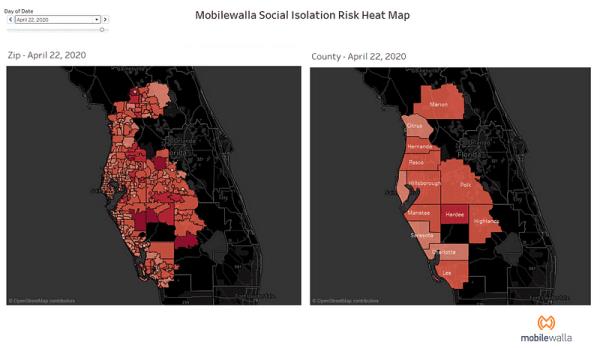 Day of Date
April 22, 2020
Mobilewalla Social Isolation Risk Heat Map
Zip - April 22, 2020
County - April 22, 2020
Florida
© OpenStreetMap contributors
Marion
Citrus
Hernando
Pasco
Florida
Hillsborough
Polk
Manatee
Hardee
Highlands
Sarasota
Charlotte
Lee
© OpenStreetMap contributors
mobilewalla